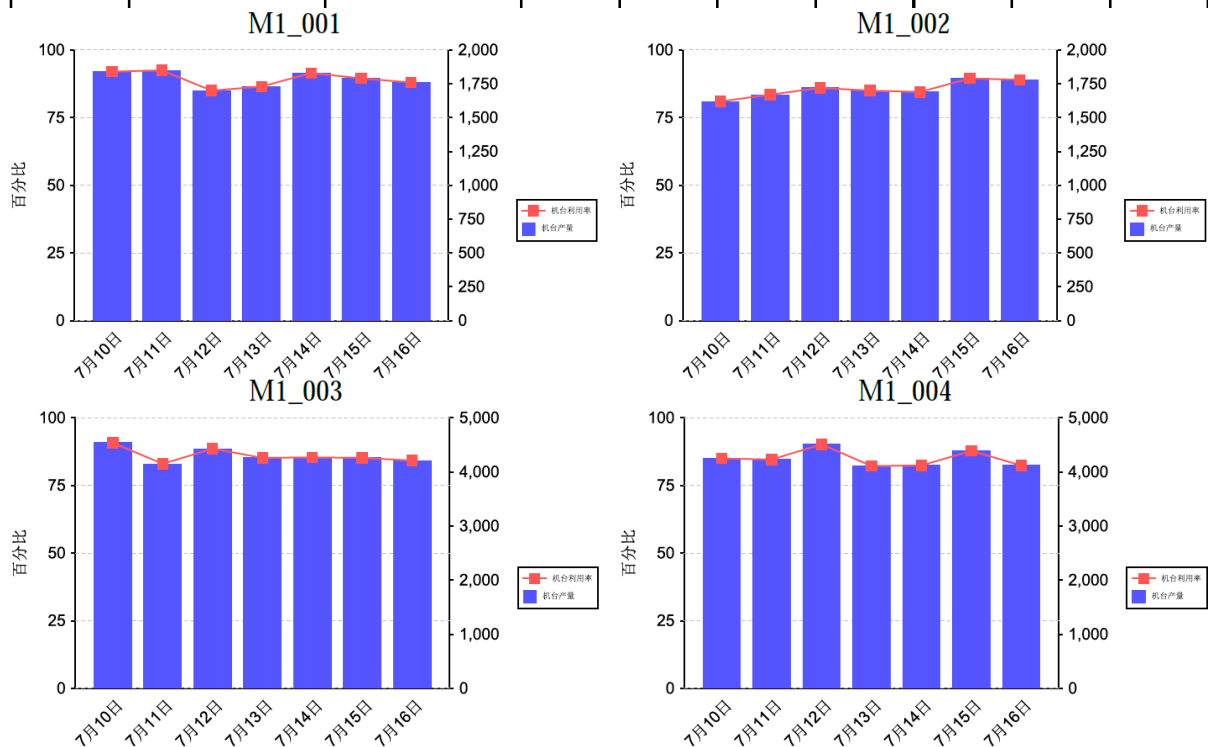 M1_001
100
75
50
25
0
百分比
2,000
1,750
1,500
1,250
1,000
750
500
250
0
7月10日
7月11日
7月12日
7月13日
7月14日
7月15日
7月16日
机台利用率
机台产量
M1_002
100
75
50
25
0
百分比
2,000
1,750
1,500
1,250
1,000
750
500
250
0
7月10日
7月11日
7月12日
7月13日
7月14日
7月15日
7月16日
机台利用率
机台产量
M1_003
100
75
50
25
0
百分比
5,000
4,000
3,000
2,000
1,000
0
7月10日
7月11日
7月12日
7月13日
7月14日
7月15日
7月16日
机台利用率
机台产量
M1_004
100
75
50
25
0
百分比
5,000
4,000
3,000
2,000
1,000
0
7月10日
7月11日
7月12日
7月13日
7月14日
7月15日
7月16日
机台利用率
机台产量